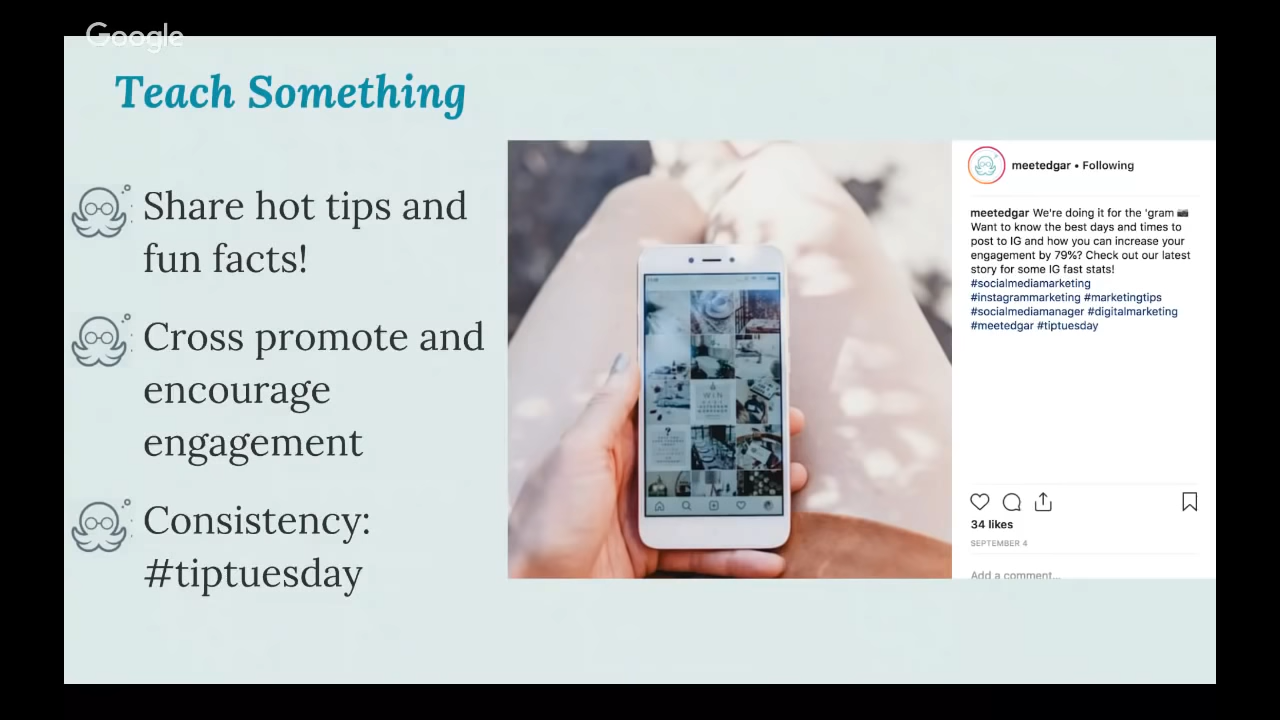 Google
Teach Something
Share hot tips and
fun facts!
Cross promote and
encourage
engagement
Consistency:
#tiptuesday
meetedgar • Following
meetedgar We're doing it for the 'gram 📷
Want to know the best days and times to
post to IG and how you can increase your
engagement by 79%? Check out our latest
story for some IG fast stats!
#socialmediamarketing
#instagrammarketing #marketingtips
#socialmediamanager #digitalmarketing
#meetedgar #tiptuesday
34 likes
SEPTEMBER 4
Add a comment...
WIN